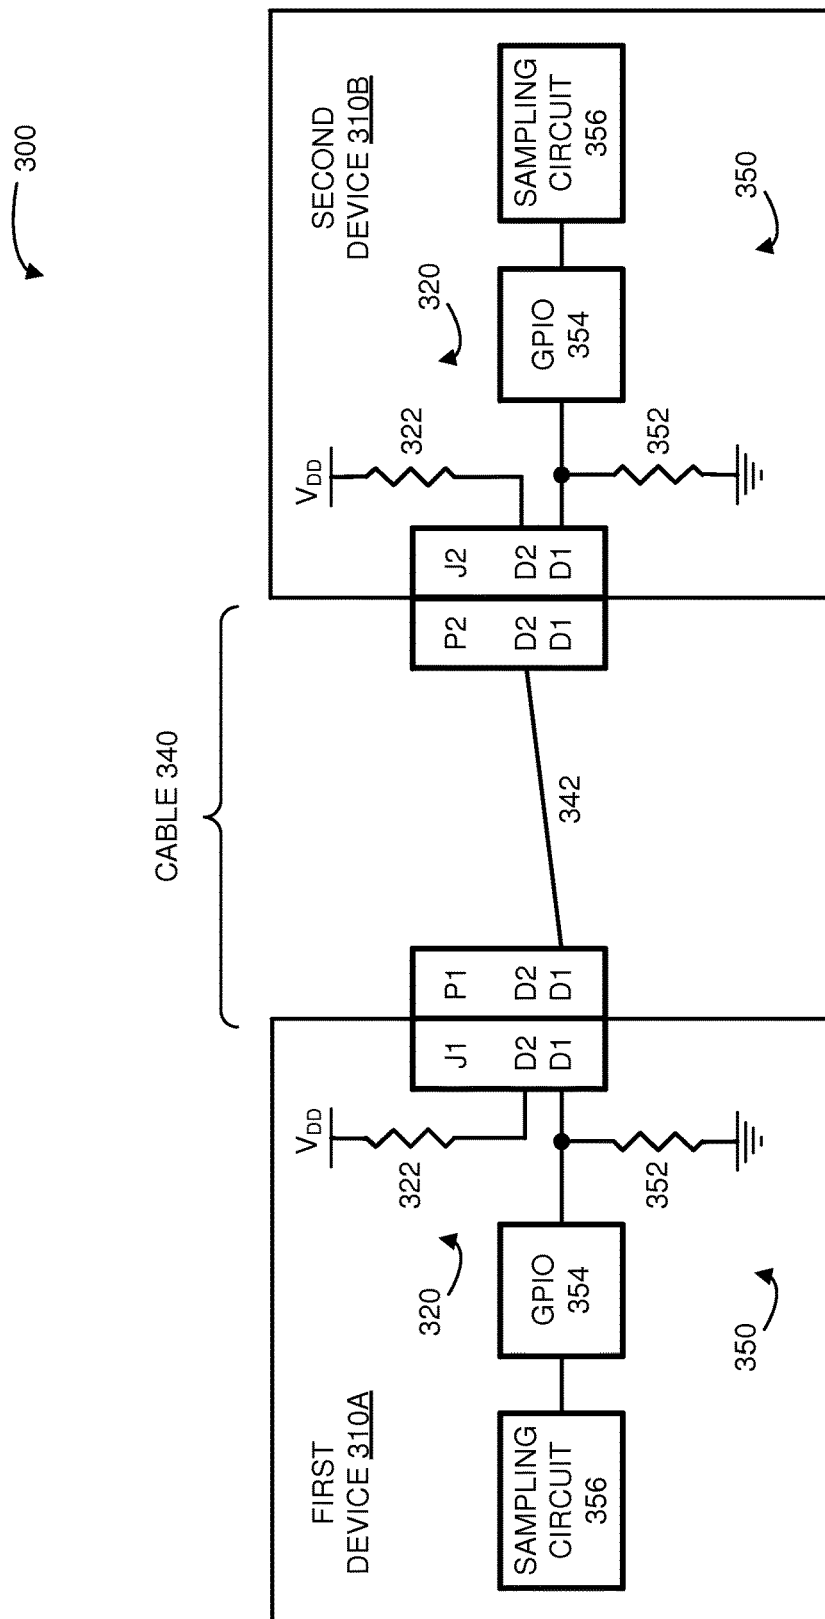 300
CABLE 340
FIRST
DEVICE 310A
320
V_DD
322
J1
D2
D1
P1
D2
D1
342
P2
D2
D1
J2
D2
D1
V_DD
322
320
SECOND
DEVICE 310B
SAMPLING
CIRCUIT
356
GPIO
354
352
350
352
GPIO
354
SAMPLING
CIRCUIT
356
350